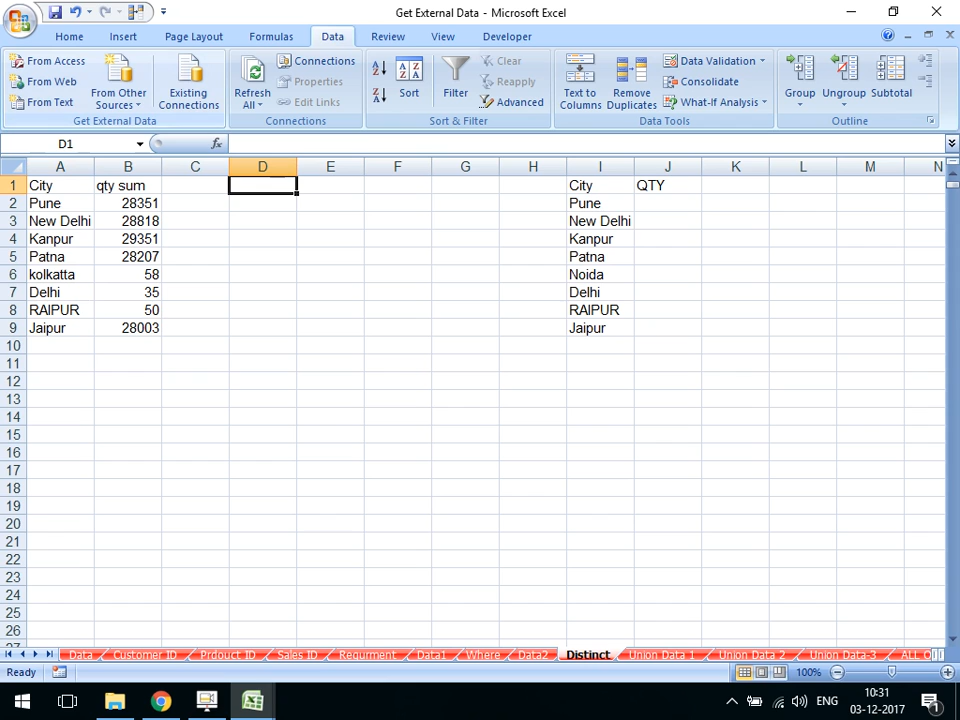 Get External Data - Microsoft Excel
Home Insert Page Layout Formulas Data Review View Developer
From Access
From Web
From Text
From Other Sources
Existing Connections
Get External Data
Refresh All
Connections
Properties
Edit Links
Connections
Sort
Filter
Clear
Reapply
Advanced
Sort & Filter
Text to Columns
Remove Duplicates
Data Validation
Consolidate
What-If Analysis
Data Tools
Group
Ungroup
Subtotal
Outline
D1 fx
A B C D E F G H I J K L M N
1 City qty sum City QTY
2 Pune 28351 Pune
3 New Delhi 28818 New Delhi
4 Kanpur 29351 Kanpur
5 Patna 28207 Patna
6 kolkatta 58 Noida
7 Delhi 35 Delhi
8 RAIPUR 50 RAIPUR
9 Jaipur 28003 Jaipur
10
11
12
13
14
15
16
17
18
19
20
21
22
23
24
25
26
27
Data Customer ID Prdouct ID Sales ID Requrment Data1 Where Data2 Distinct Union Data 1 Union Data 2 Union Data-3
Ready 100%
ENG
10:31
03-12-2017
1